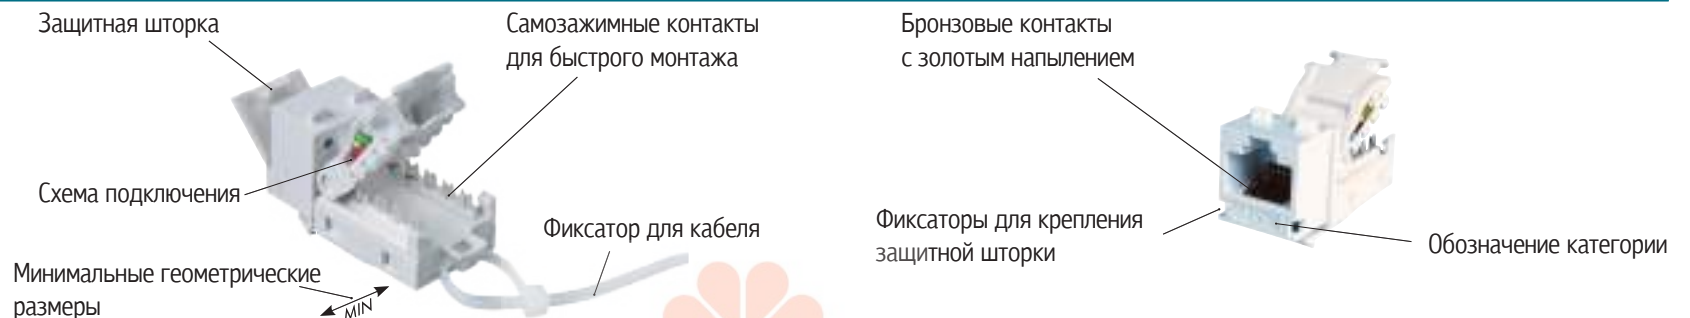 Защитная шторка
Самозажимные контакты
для быстрого монтажа
Схема подключения
Фиксатор для кабеля
Минимальные геометрические
размеры
MIN
Бронзовые контакты
с золотым напылением
Фиксаторы для крепления
защитной шторки
Обозначение категории